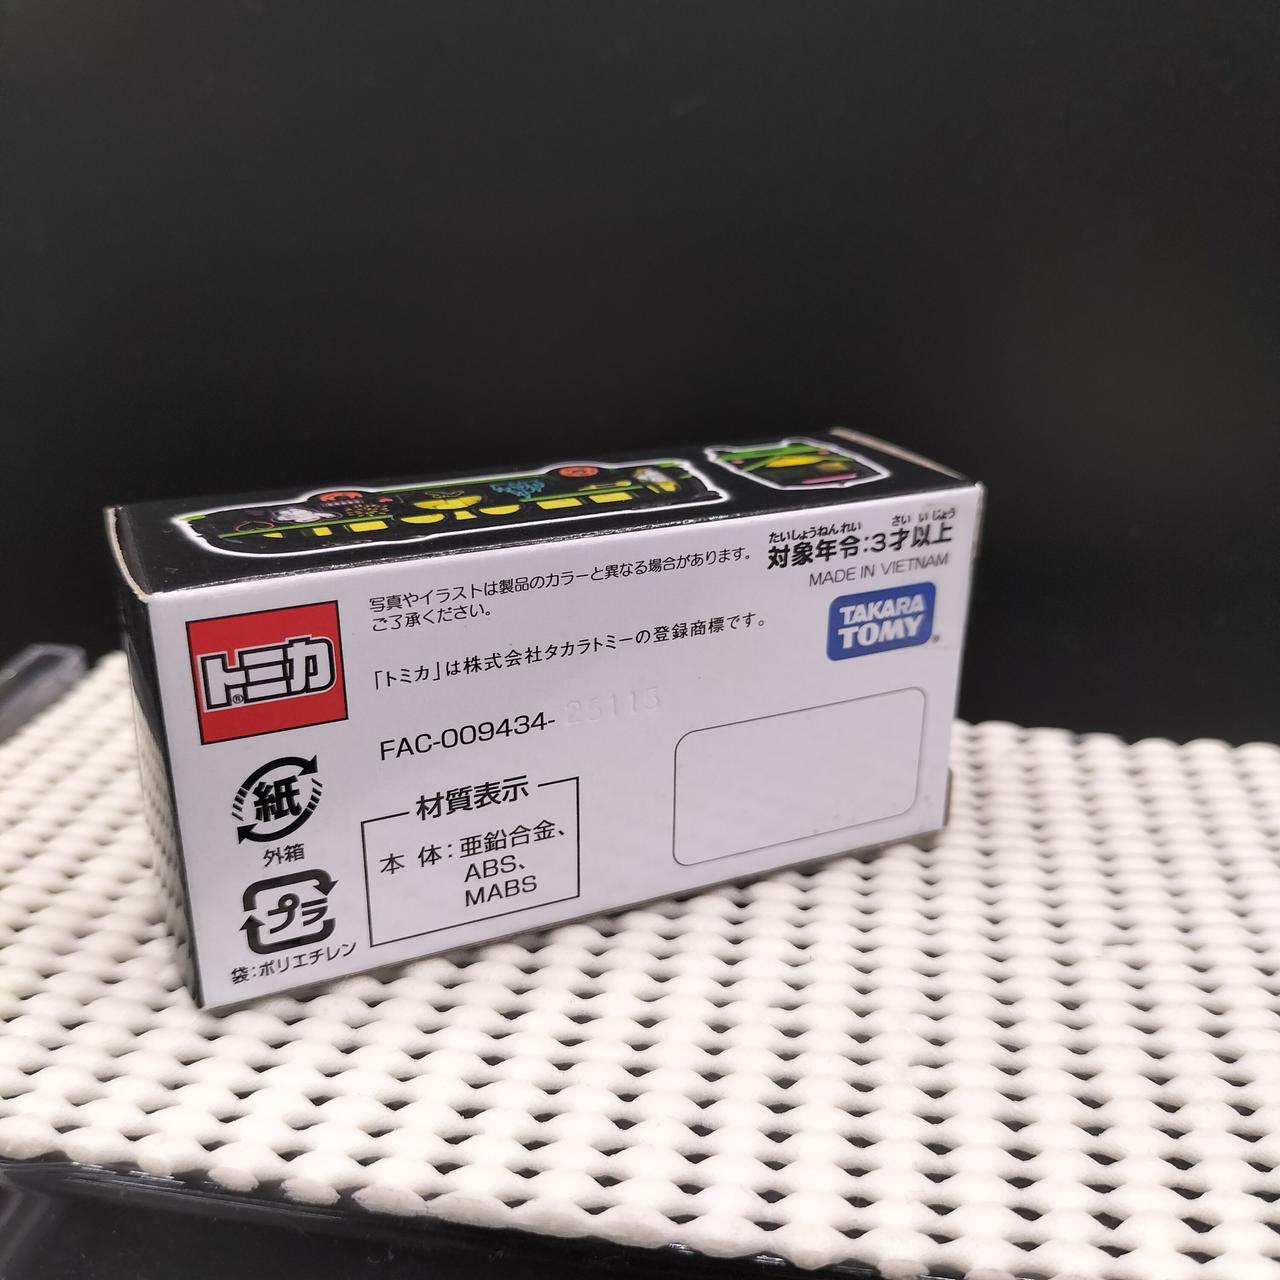 写真やイラストは製品のカラーと異なる場合があります。
ご了承ください。
たいしょうねんれい さい いじょう
対象年令:3才以上
MADE IN VIETNAM
TAKARA
TOMY®
トミカ®
「トミカ」は株式会社タカラトミーの登録商標です。
FAC-009434-
紙
外箱
プラ
袋:ポリエチレン
材質表示
本 体:亜鉛合金、
ABS、
MABS